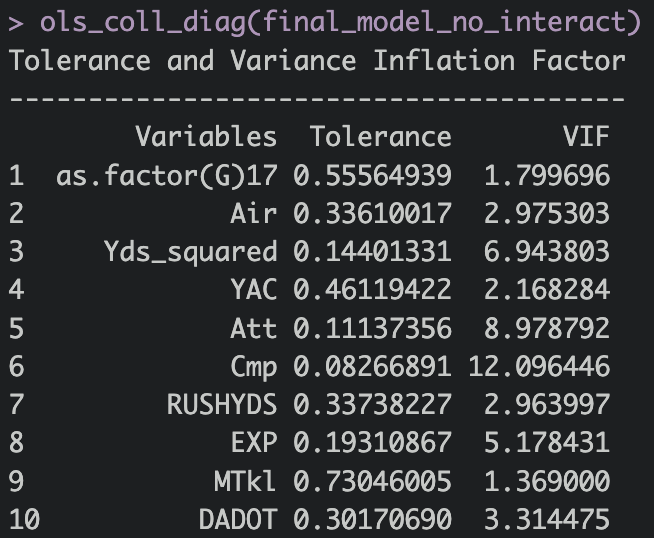 > ols_coll_diag(final_model_no_interact)
Tolerance and Variance Inflation Factor
---------------------------------------
Variables Tolerance VIF
1 as.factor(G)17 0.55564939 1.799696
2 Air 0.33610017 2.975303
3 Yds_squared 0.14401331 6.943803
4 YAC 0.46119422 2.168284
5 Att 0.11137356 8.978792
6 Cmp 0.08266891 12.096446
7 RUSHYDS 0.33738227 2.963997
8 EXP 0.19310867 5.178431
9 MTkl 0.73046005 1.369000
10 DADOT 0.30170690 3.314475